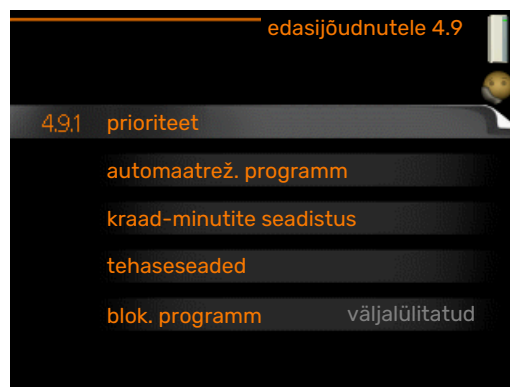 edasijõudnutele 4.9
4.9.1 prioriteet
automaatrež. programm
kraad-minutite seadistus
tehaseseaded
blok. programm väljalülitatud